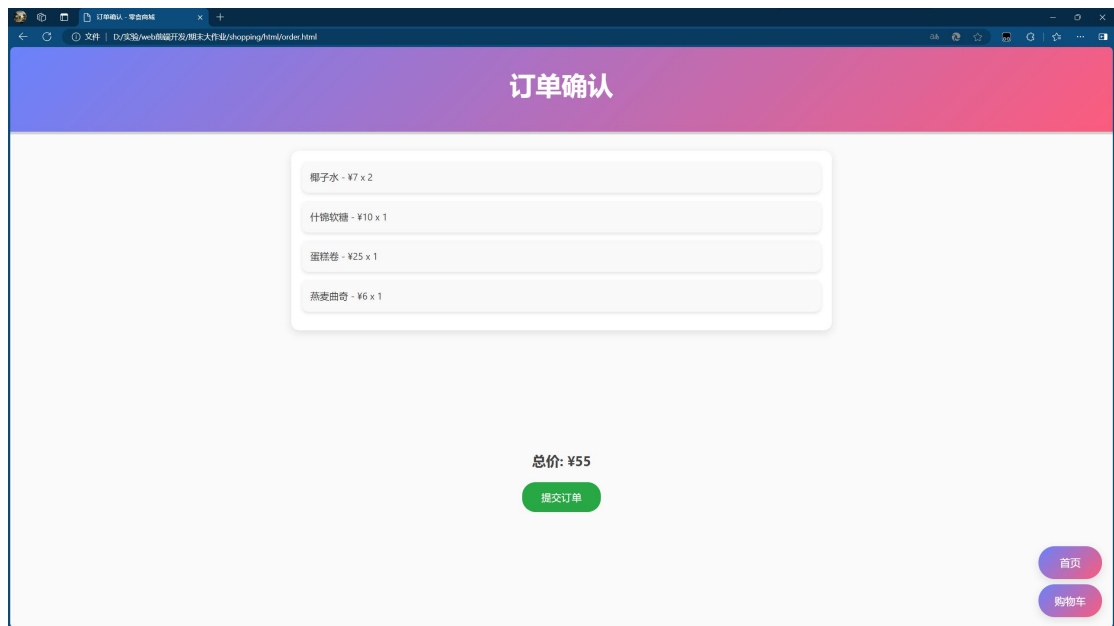 订单确认 - 零食商城
文件 | D:/实验/web前端开发/期末大作业/shopping/html/order.html
订单确认
椰子水 - ¥7 x 2
什锦软糖 - ¥10 x 1
蛋糕卷 - ¥25 x 1
燕麦曲奇 - ¥6 x 1
总价: ¥55
提交订单
首页
购物车